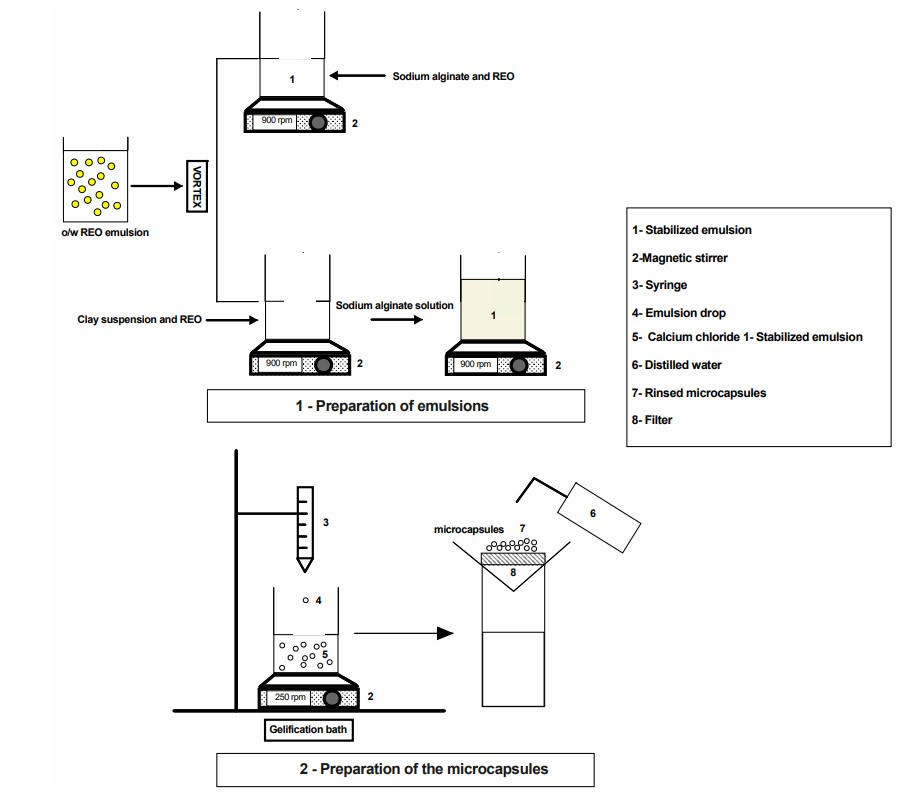 1
Sodium alginate and REO
900 rpm
2
VORTEX
o/w REO emulsion
Clay suspension and REO
900 rpm
2
Sodium alginate solution
1
900 rpm
2
1 - Preparation of emulsions
1- Stabilized emulsion
2-Magnetic stirrer
3- Syringe
4- Emulsion drop
5- Calcium chloride 1- Stabilized emulsion
6- Distilled water
7- Rinsed microcapsules
8- Filter
3
4
5
250 rpm
2
Gelification bath
microcapsules 7
6
8
2 - Preparation of the microcapsules